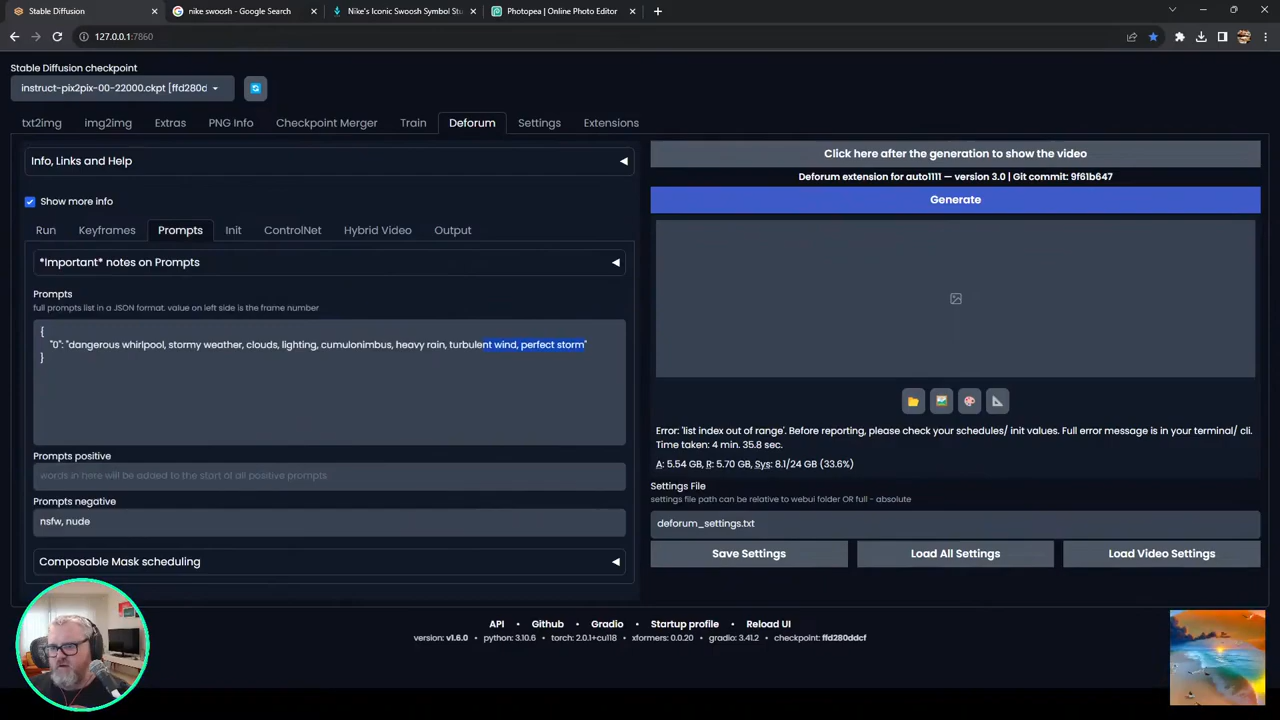 Stable Diffusion
nike swoosh - Google Search
Nike's Iconic Swoosh Symbol Stu
Photopea | Online Photo Editor
127.0.0.1:7860
Stable Diffusion checkpoint
instruct-pix2pix-00-22000.ckpt [ffd280d
txt2img
img2img
Extras
PNG Info
Checkpoint Merger
Train
Deforum
Settings
Extensions
Info, Links and Help
Show more info
Run
Keyframes
Prompts
Init
ControlNet
Hybrid Video
Output
*Important* notes on Prompts
Prompts
full prompts list in a JSON format. value on left side is the frame number
{
"0": "dangerous whirlpool, stormy weather, clouds, lighting, cumulonimbus, heavy rain, turbulent wind, perfect storm"
}
Prompts positive
words in here will be added to the start of all positive prompts
Prompts negative
nsfw, nude
Composable Mask scheduling
Click here after the generation to show the video
Deforum extension for auto1111 — version 3.0 | Git commit: 9f61b647
Generate
Error: 'list index out of range'. Before reporting, please check your schedules/ init values. Full error message is in your terminal/ cli.
Time taken: 4 min. 35.8 sec.
A: 5.54 GB, R: 5.70 GB, Sys: 8.1/24 GB (33.6%)
Settings File
settings file path can be relative to webui folder OR full - absolute
deforum_settings.txt
Save Settings
Load All Settings
Load Video Settings
API • Github • Gradio • Startup profile • Reload UI
version: v1.6.0 • python: 3.10.6 • torch: 2.0.1+cu118 • xformers: 0.0.20 • gradio: 3.41.2 • checkpoint: ffd280ddcf